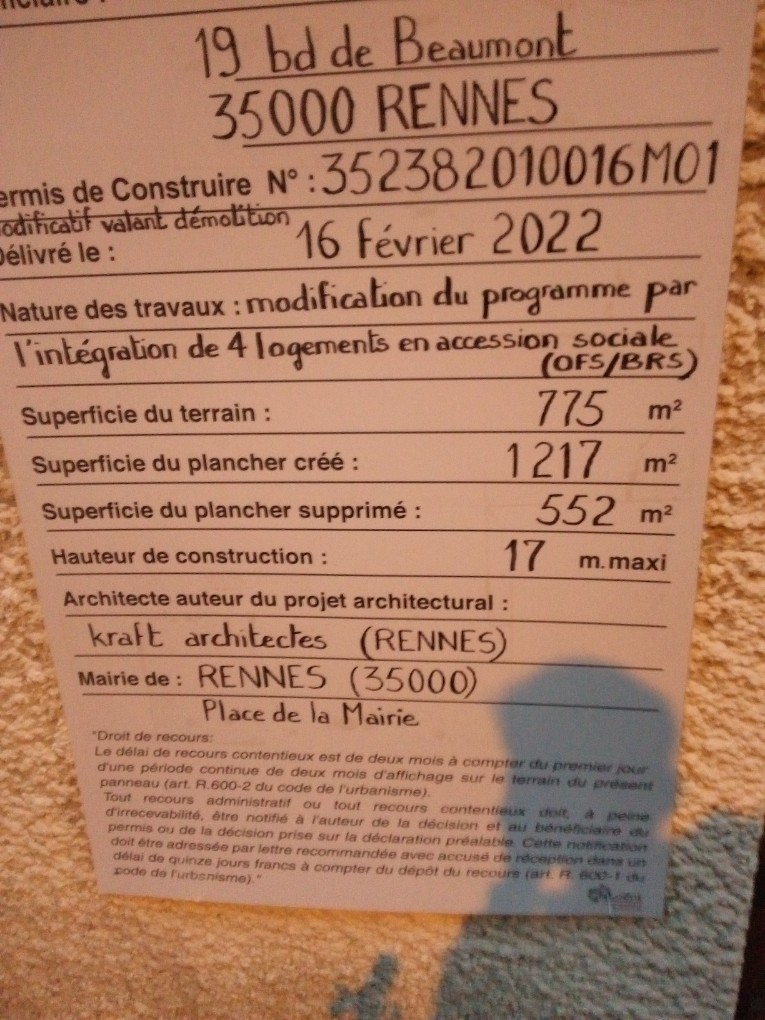 19 bd de Beaumont
35000 RENNES
ermis de Construire N° : 352382010016M01
odificatif valant démolition
Délivré le : 16 Février 2022
Nature des travaux : modification du programme par
l'intégration de 4 logements en accession sociale
(OFS/BRS)
Superficie du terrain : 775 m²
Superficie du plancher créé : 1217 m²
Superficie du plancher supprimé : 552 m²
Hauteur de construction : 17 m. maxi
Architecte auteur du projet architectural :
kraft architectes (RENNES)
Mairie de : RENNES (35000)
Place de la Mairie
"Droit de recours:
Le délai de recours contentieux est de deux mois à compter du premier jour
d'une période continue de deux mois d'affichage sur le terrain du présent
panneau (art. R.600-2 du code de l'urbanisme).
Tout recours administratif ou tout recours contentieux doit, à peine
d'irrecevabilité, être notifié à l'auteur de la décision et au bénéficiaire du
permis ou de la décision prise sur la déclaration préalable. Cette notification
doit être adressée par lettre recommandée avec accusé de réception dans un
délai de quinze jours francs à compter du dépôt du recours (art. R. 600-1 du
code de l'urbanisme)."